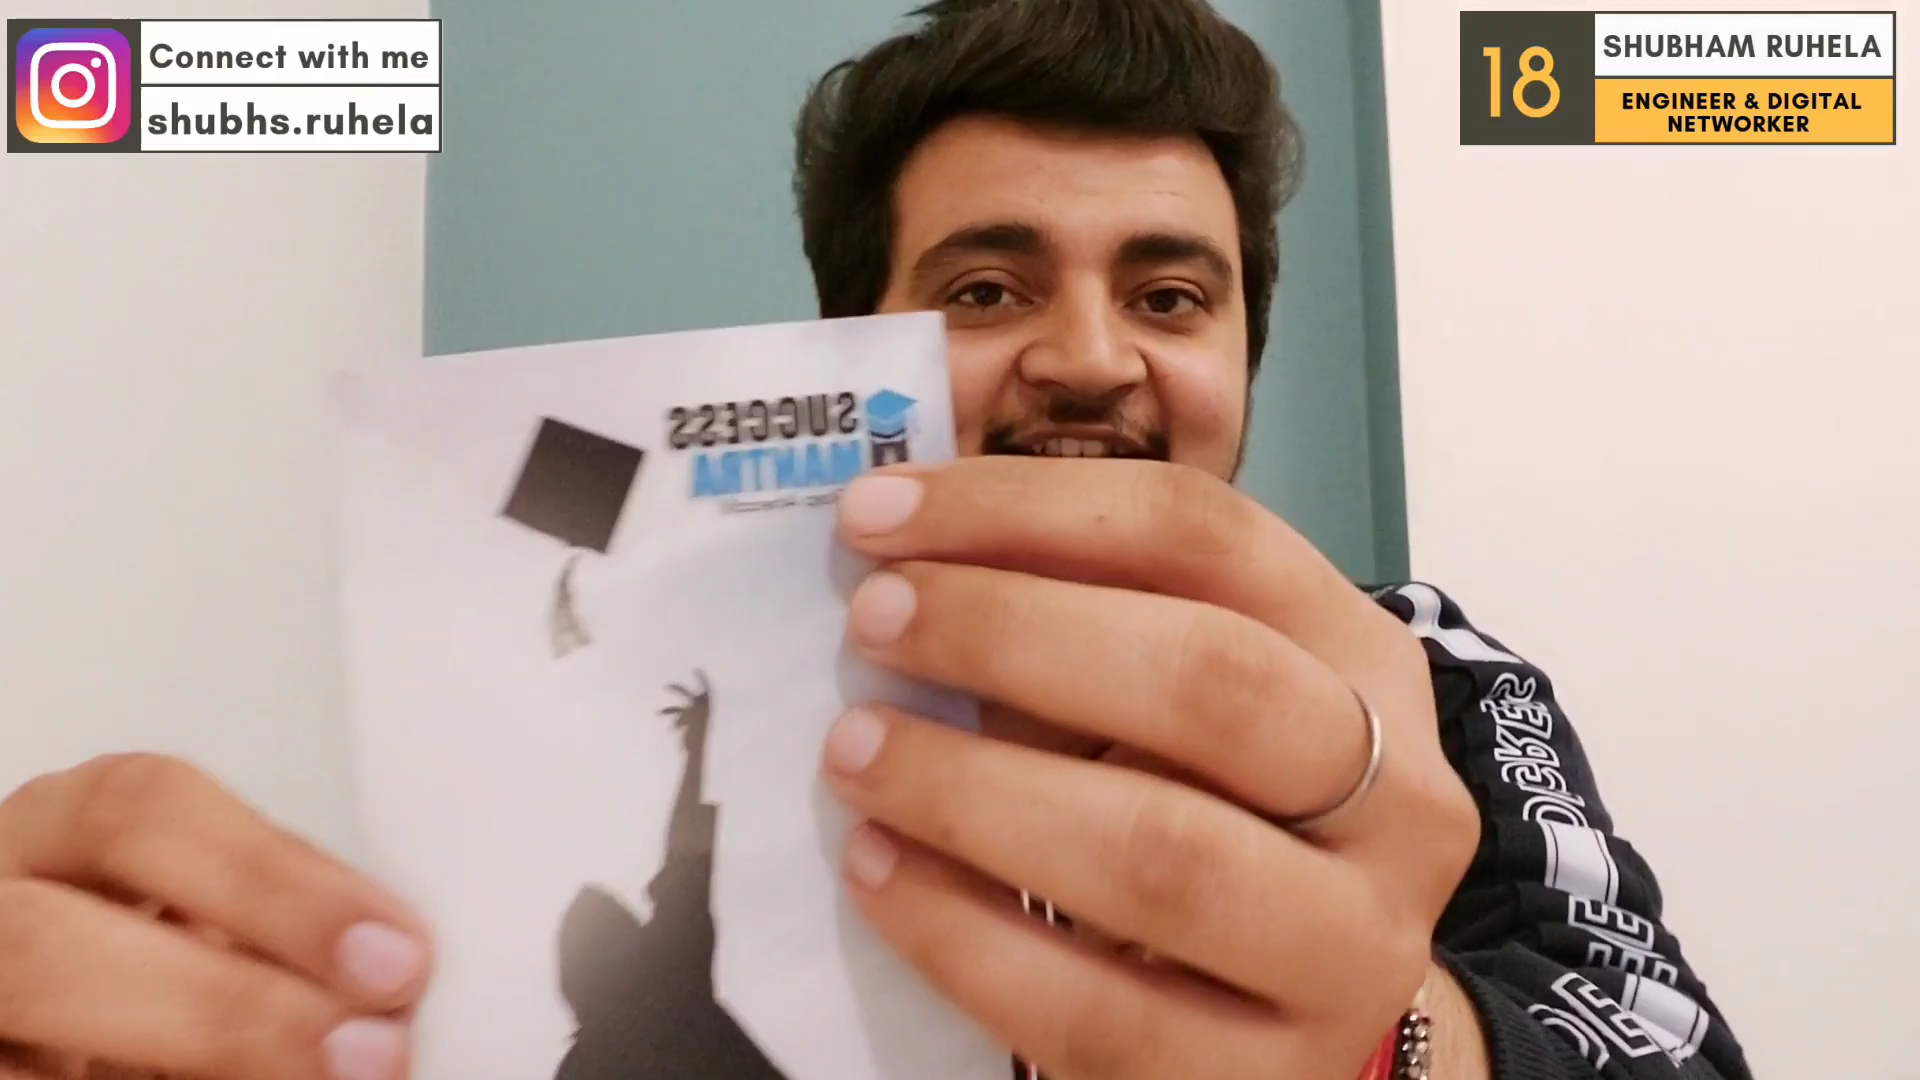 Connect with me
shubhs.ruhela
18
SHUBHAM RUHELA
ENGINEER & DIGITAL
NETWORKER
SUCCESS
MANTRA